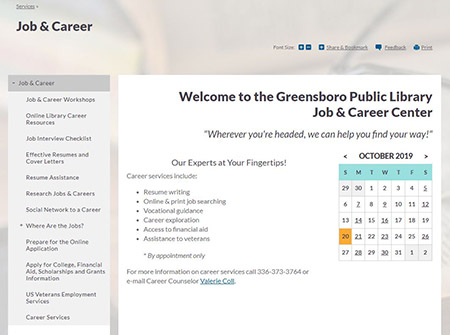 Services »
Job & Career
Font Size: + - + Share & Bookmark Feedback Print
Job & Career
Job & Career Workshops
Online Library Career
Resources
Job Interview Checklist
Effective Resumes and
Cover Letters
Resume Assistance
Research Jobs & Careers
Social Network to a Career
Where Are the Jobs?
Prepare for the Online
Application
Apply for College, Financial
Aid, Scholarships and Grants
Information
US Veterans Employment
Services
Career Services
Welcome to the Greensboro Public Library
Job & Career Center
"Wherever you're headed, we can help you find your way!"
Our Experts at Your Fingertips!
Career services include:
• Resume writing
• Online & print job searching
• Vocational guidance
• Career exploration
• Access to financial aid
• Assistance to veterans
* By appointment only
For more information on career services call 336-373-3764 or
e-mail Career Counselor Valerie Coll.
< OCTOBER 2019 >
S M T W T F S
29 30 1 2 3 4 5
6 7 8 9 10 11 12
13 14 15 16 17 18 19
20 21 22 23 24 25 26
27 28 29 30 31 1 2